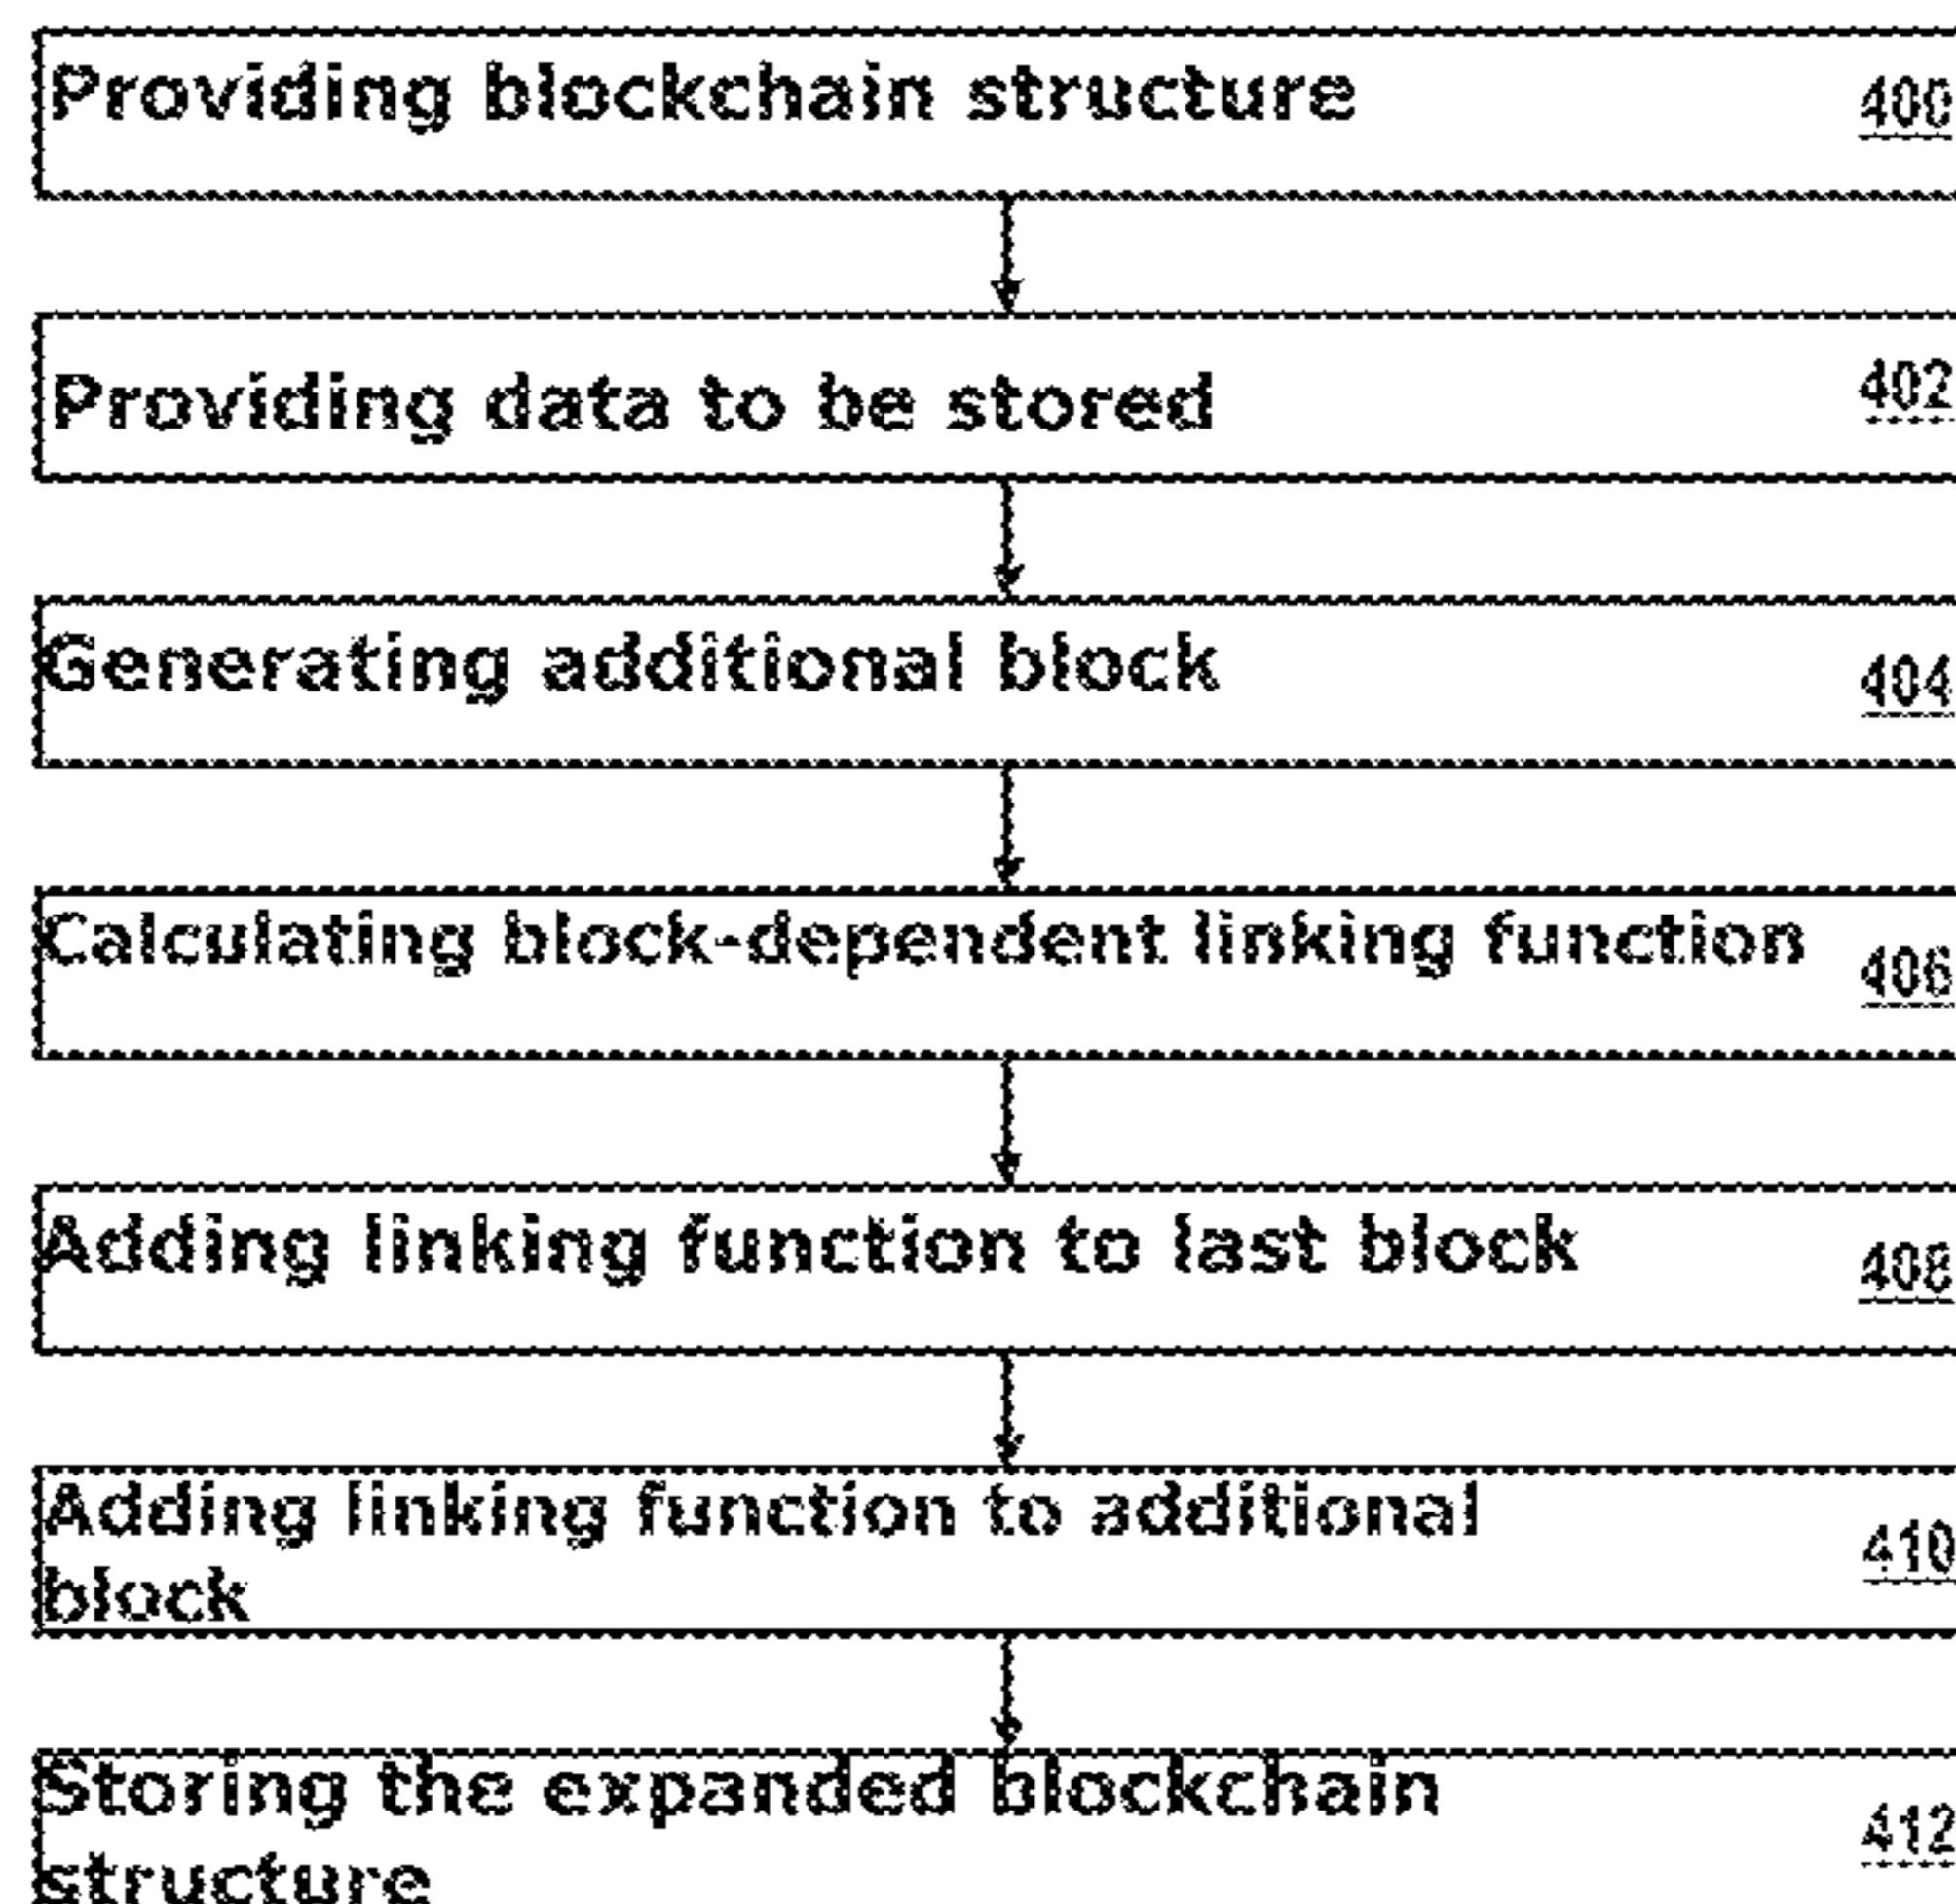 Providing blockchain structure 400
Providing data to be stored 402
Generating additional block 404
Calculating block-dependent linking function 406
Adding linking function to last block 408
Adding linking function to additional
block 410
Storing the expanded blockchain
structure 412